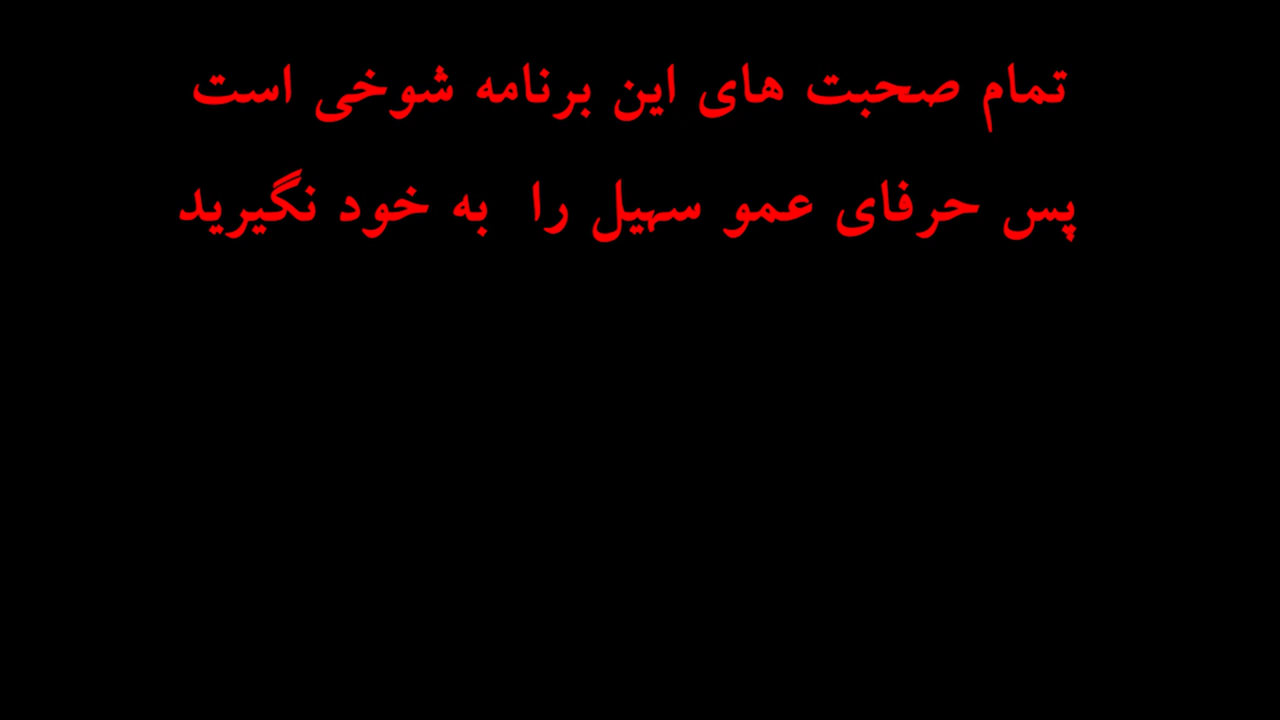 تمام صحبت های این برنامه شوخی است
پس حرفای عمو سهیل را به خود نگیرید